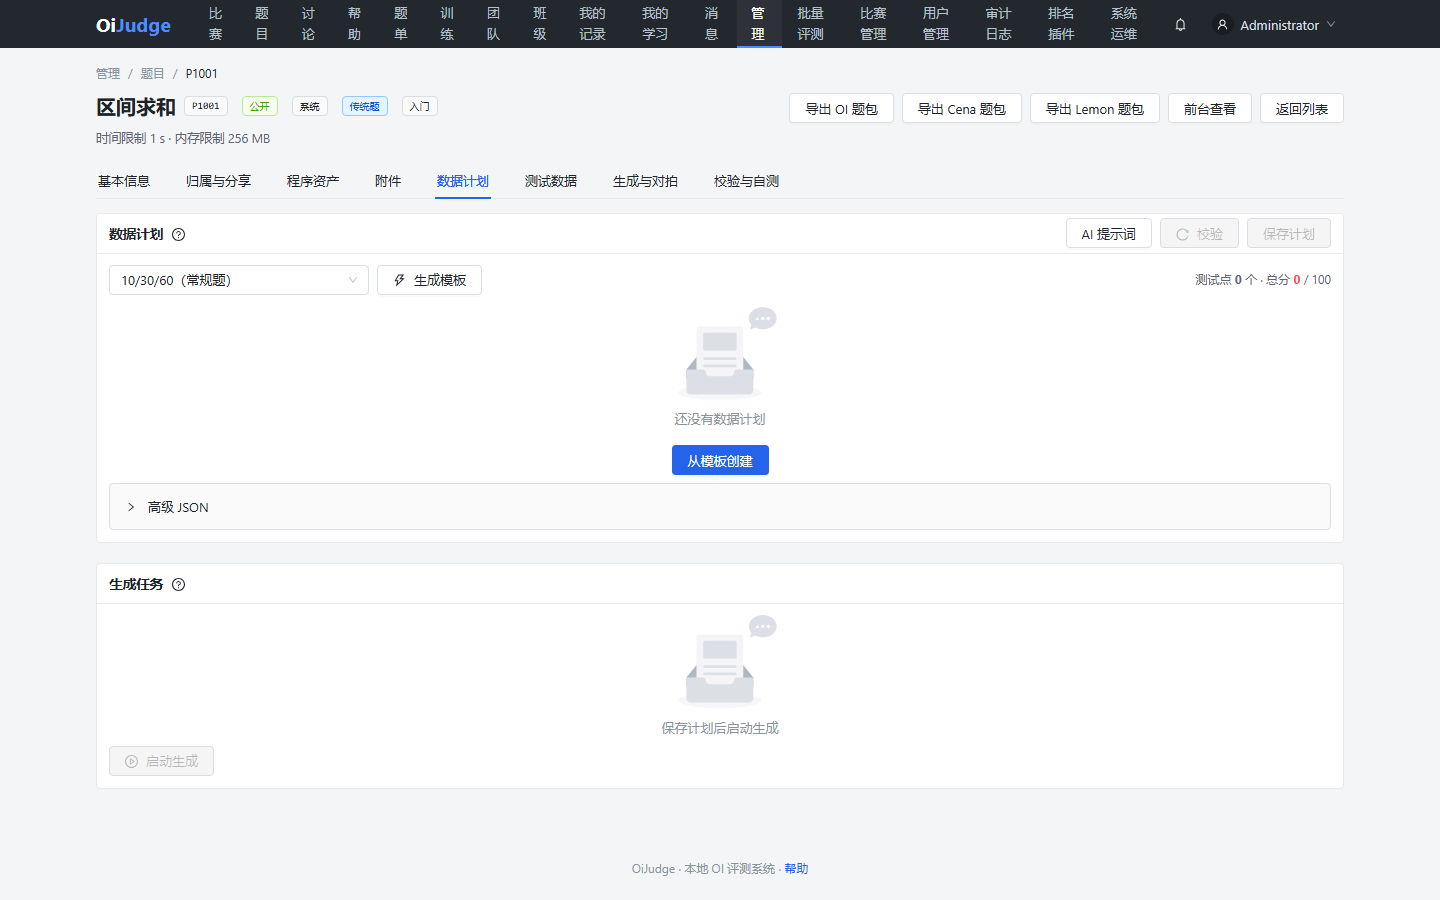 OiJudge 比赛 题目 讨论 帮助 题单 训练 团队 班级 我的记录 我的学习 消息 管理 批量评测 比赛管理 用户管理 审计日志 排名插件 系统运维 Administrator
管理 / 题目 / P1001
区间求和 P1001 公开 系统 传统题 入门 导出 OI 题包 导出 Cena 题包 导出 Lemon 题包 前台查看 返回列表
时间限制 1 s · 内存限制 256 MB
基本信息 归属与分享 程序资产 附件 数据计划 测试数据 生成与对拍 校验与自测
数据计划 AI 提示词 校验 保存计划
10/30/60（常规题） 生成模板 测试点 0 个 · 总分 0 / 100
还没有数据计划
从模板创建
高级 JSON
生成任务
保存计划后启动生成
启动生成
OiJudge · 本地 OI 评测系统 · 帮助